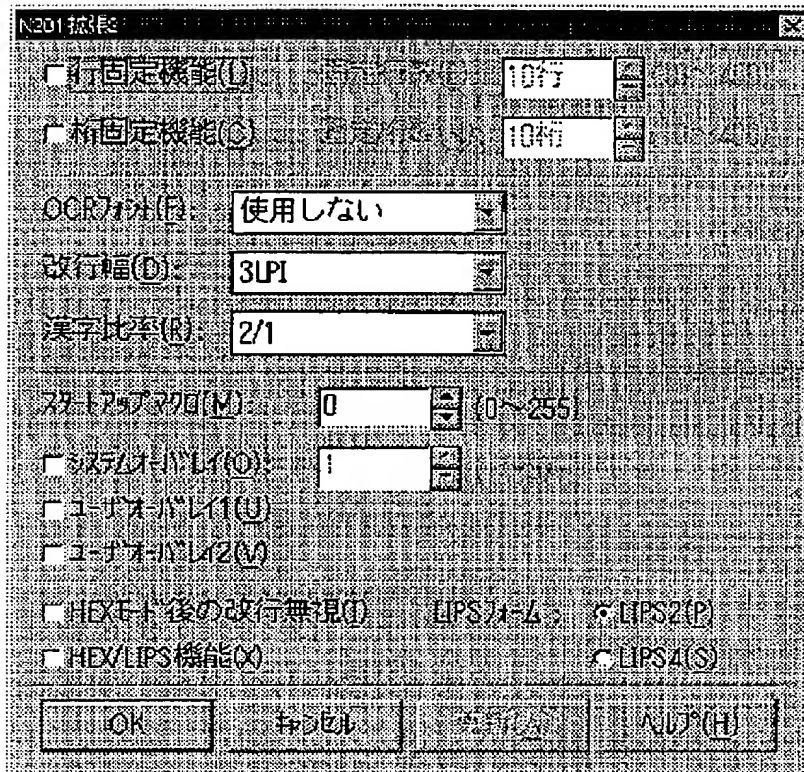 N201拡張2
行固定機能(L) 10行
桁固定機能(C) 10桁
OCRフォント(F): 使用しない
改行幅(D): 3LPI
漢字比率(R): 2/1
スタートアップマクロ(M): 0 (0~255)
システムオーバレイ(O): 1
ユーザオーバレイ1(U)
ユーザオーバレイ2(V)
HEXモード後の改行無視(I) LIPSフォーム: LIPS2(P)
HEX/LIPS機能(X) LIPS4(S)
OK キャンセル ヘルプ(H)